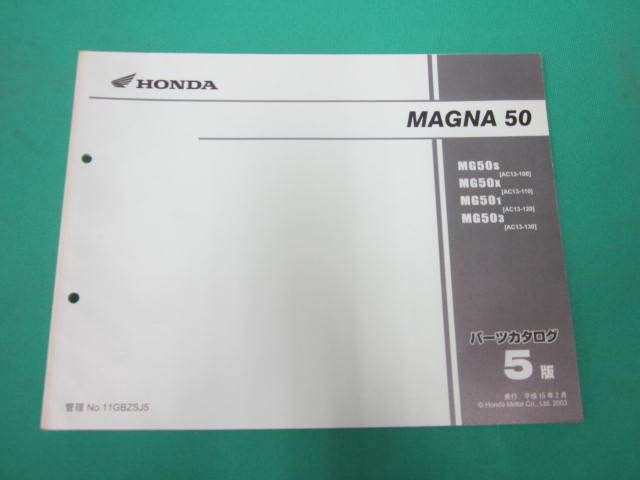 HONDA
MAGNA 50
MG50S
[AC13-100]
MG50X
[AC13-110]
MG501
[AC13-120]
MG503
[AC13-130]
パーツカタログ
5版
発行 平成15年2月
© Honda Motor Co., Ltd. 2003
管理 No.11GBZSJ5